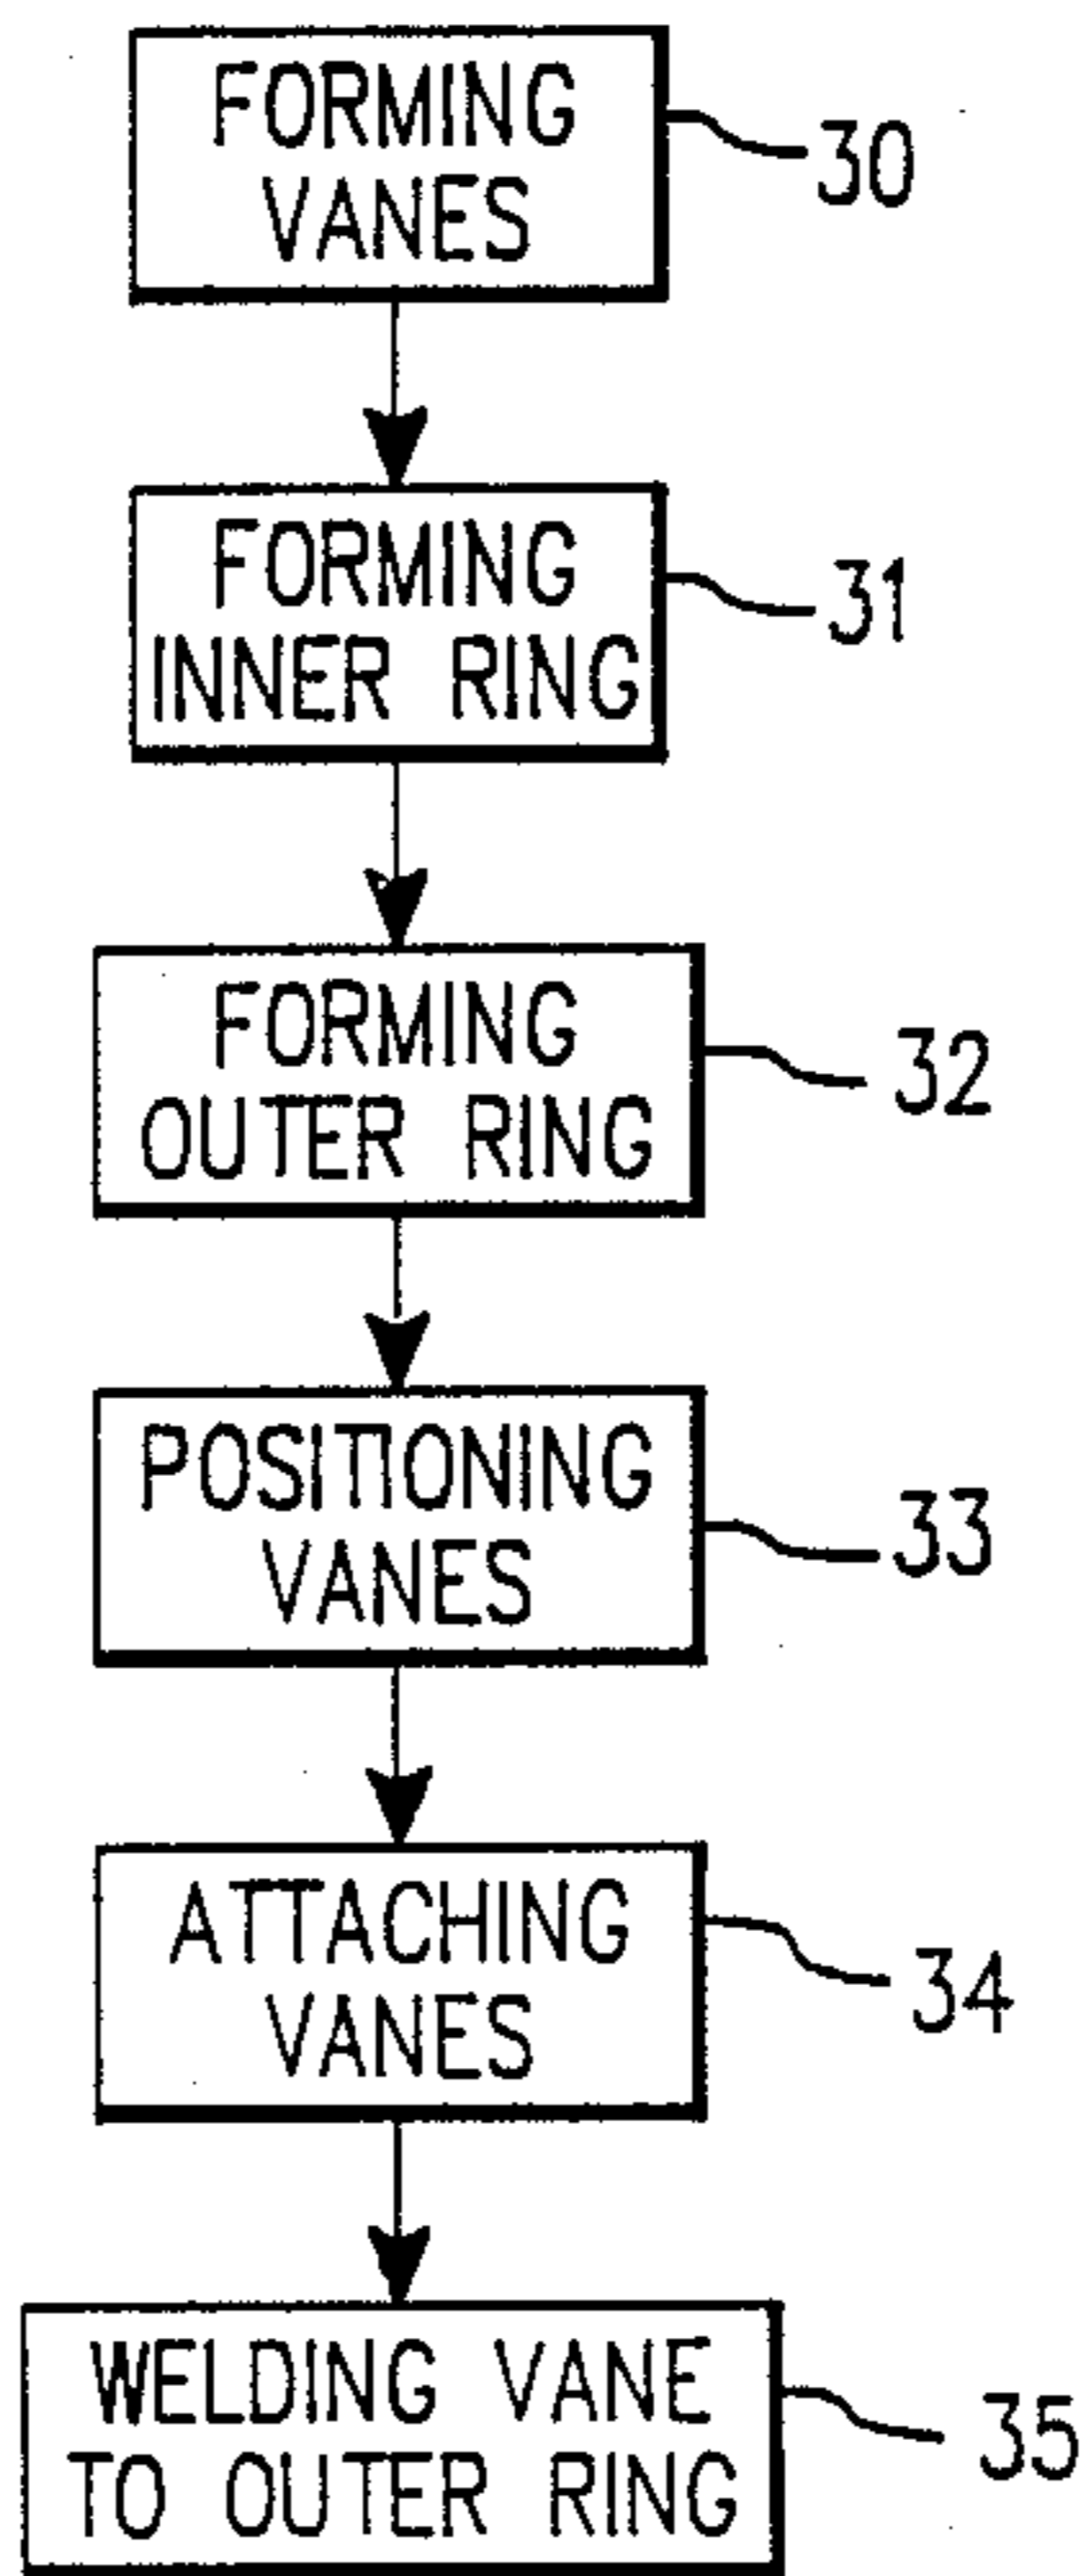 FORMING
VANES
30
FORMING
INNER RING
31
FORMING
OUTER RING
32
POSITIONING
VANES
33
ATTACHING
VANES
34
WELDING VANE
TO OUTER RING
35